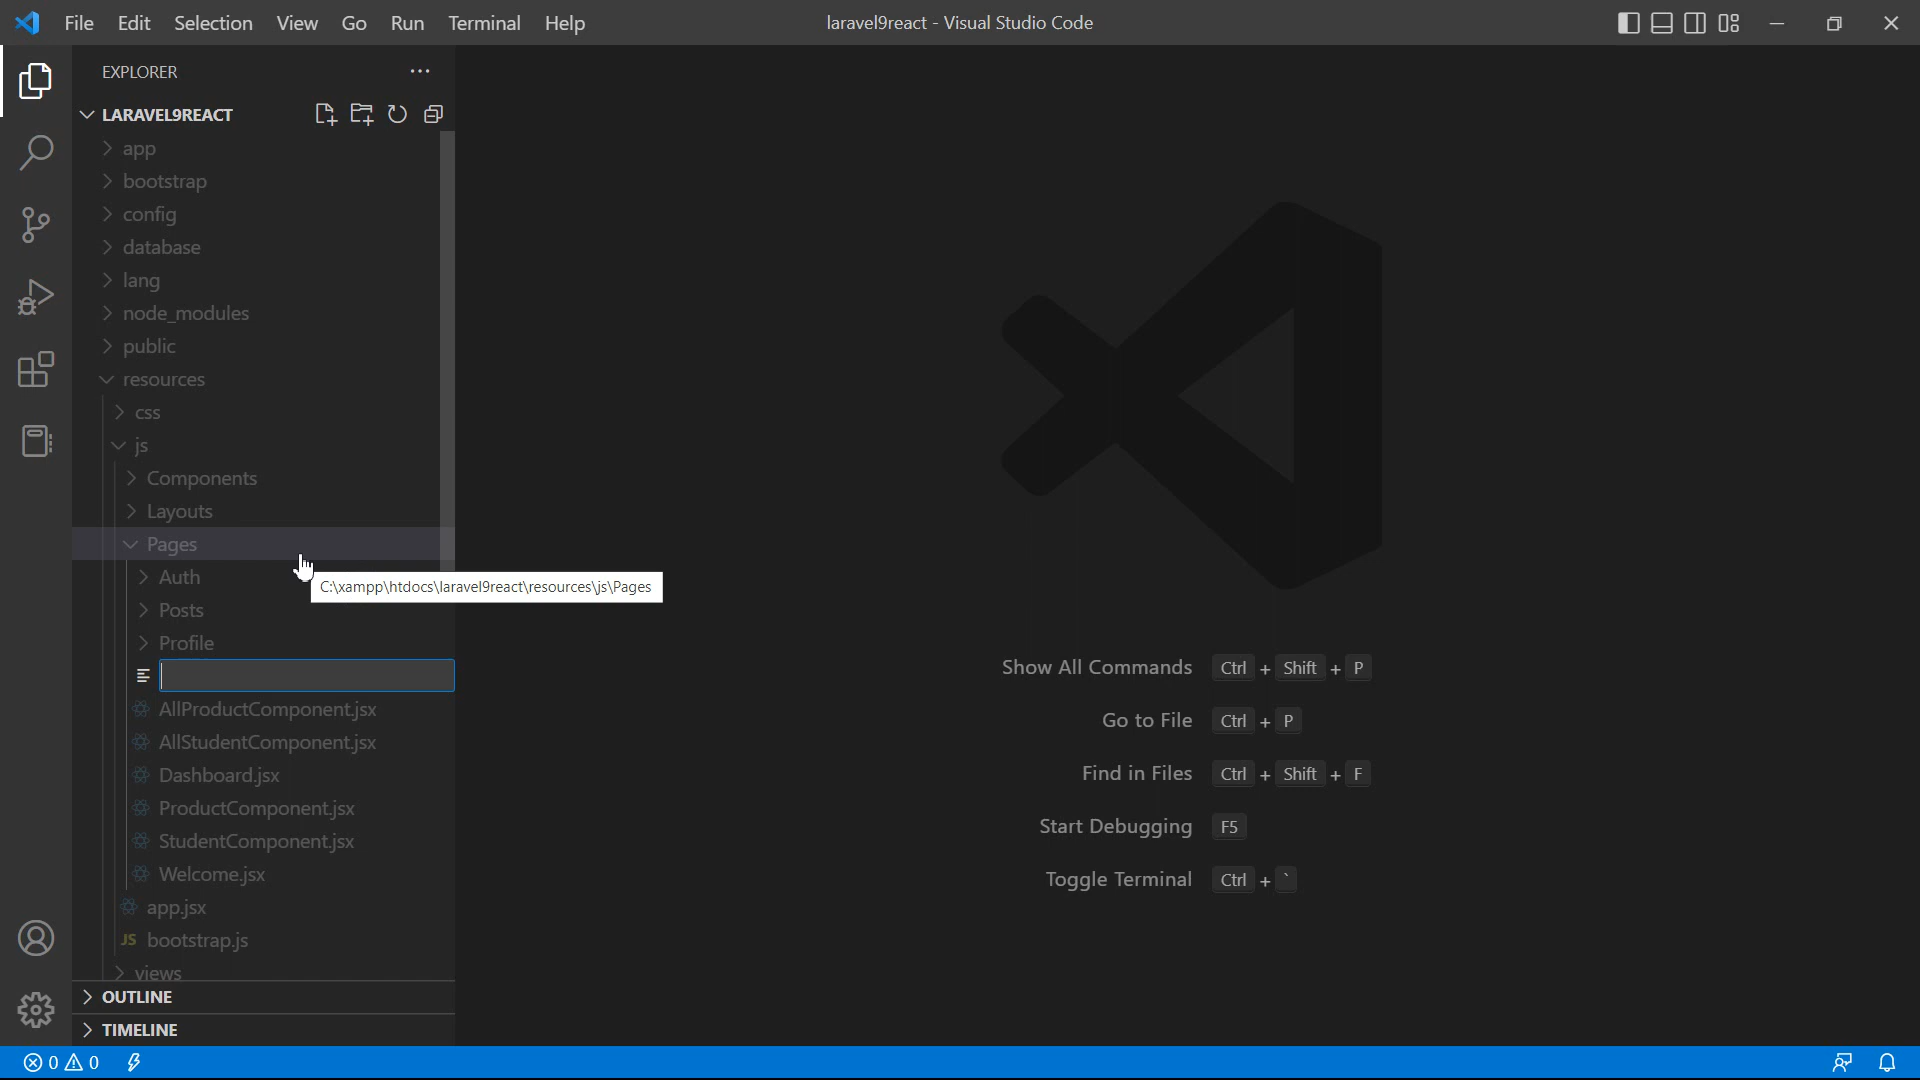 File Edit Selection View Go Run Terminal Help
laravel9react - Visual Studio Code
EXPLORER
LARAVEL9REACT
app
bootstrap
config
database
lang
node_modules
public
resources
css
js
Components
Layouts
Pages
Auth
C:\xampp\htdocs\laravel9react\resources\js\Pages
Posts
Profile
AllProductComponent.jsx
AllStudentComponent.jsx
Dashboard.jsx
ProductComponent.jsx
StudentComponent.jsx
Welcome.jsx
app.jsx
JS bootstrap.js
views
OUTLINE
TIMELINE
Show All Commands Ctrl + Shift + P
Go to File Ctrl + P
Find in Files Ctrl + Shift + F
Start Debugging F5
Toggle Terminal Ctrl + `
0 0